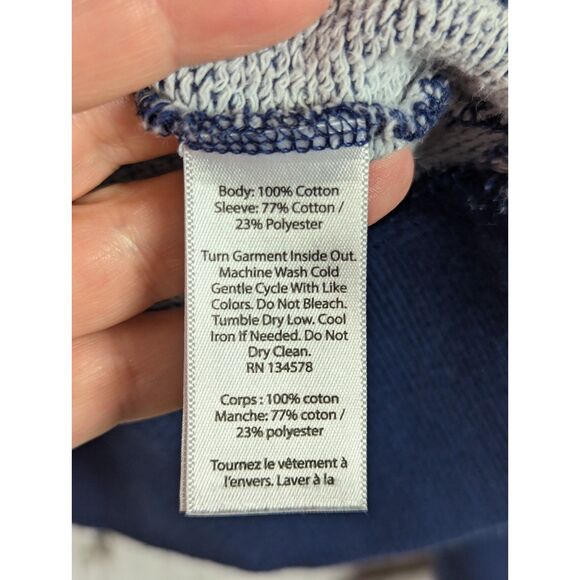 Body: 100% Cotton
Sleeve: 77% Cotton /
23% Polyester
Turn Garment Inside Out.
Machine Wash Cold
Gentle Cycle With Like
Colors. Do Not Bleach.
Tumble Dry Low. Cool
Iron If Needed. Do Not
Dry Clean.
RN 134578
Corps : 100% coton
Manche: 77% coton /
23% polyester
Tournez le vêtement à
l'envers. Laver à la